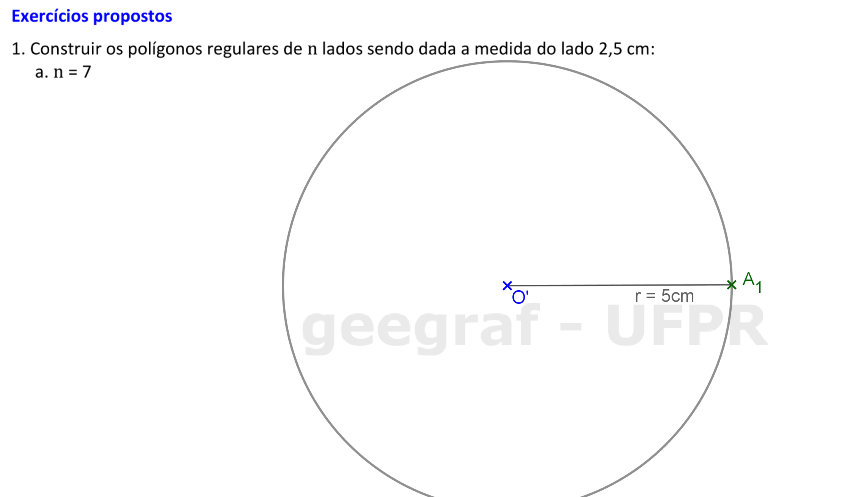 Exercícios propostos
1. Construir os polígonos regulares de n lados sendo dada a medida do lado 2,5 cm:
a. n = 7
A₁
O'
r = 5cm
geegraf - UFPR